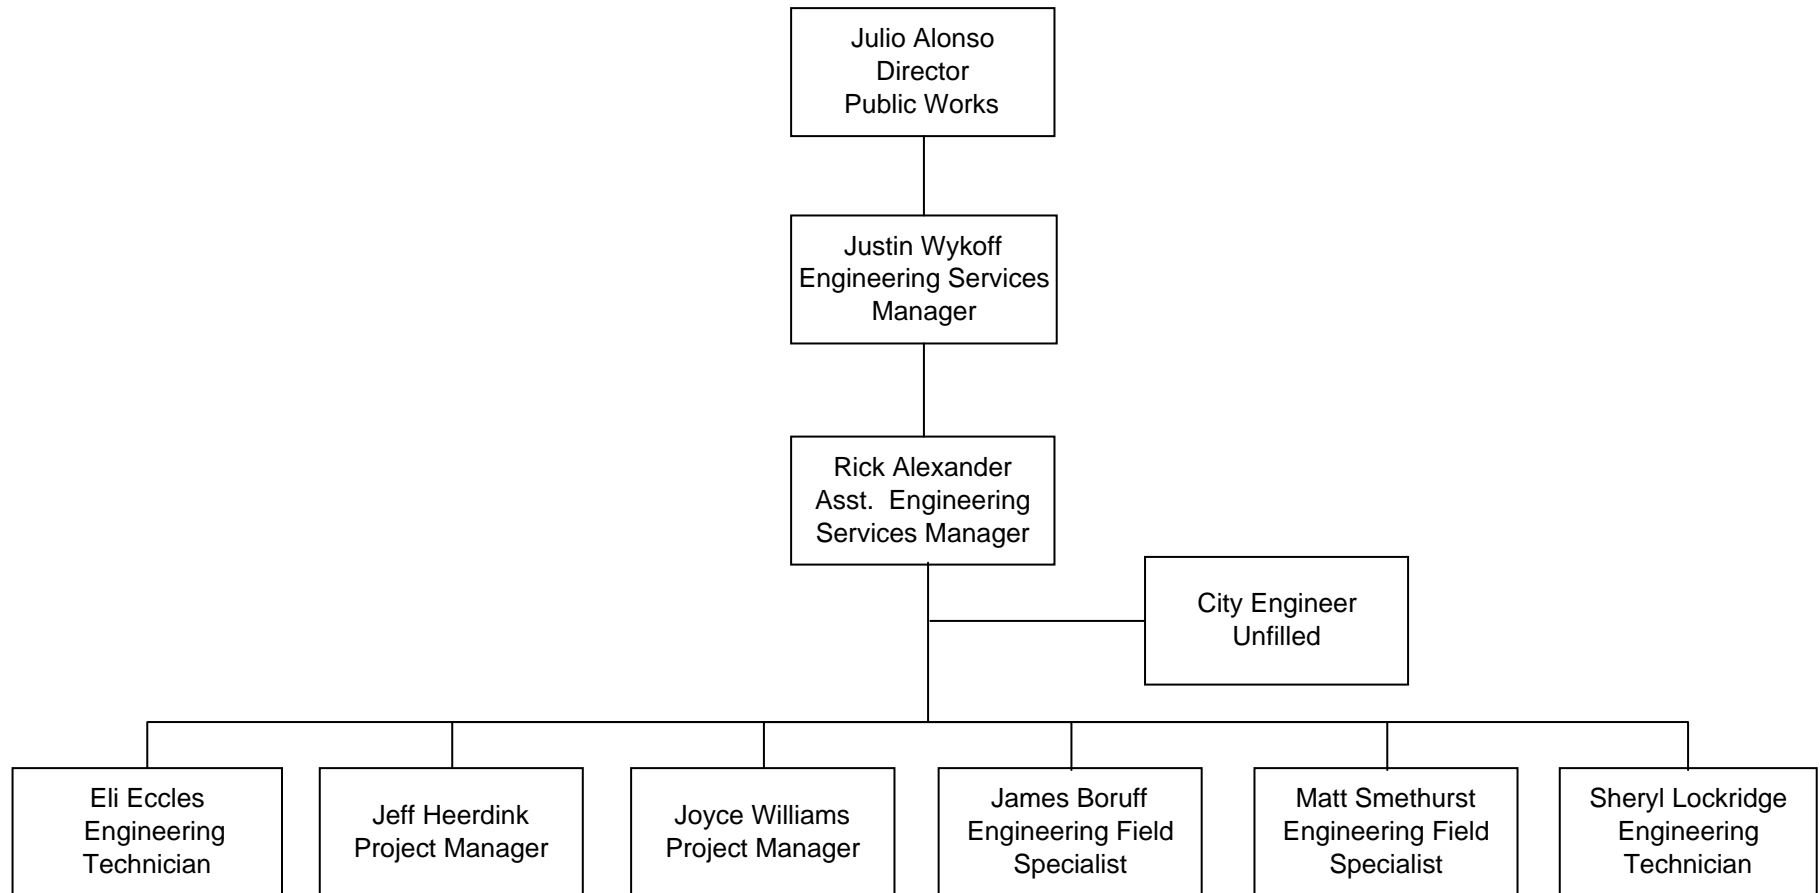 Julio Alonso
Director
Public Works
Justin Wykoff
Engineering Services
Manager
Rick Alexander
Asst.  Engineering
Services Manager
City Engineer
Unfilled
Eli Eccles
Engineering
Technician
Jeff Heerdink
Project Manager
Joyce Williams
Project Manager
James Boruff
Engineering Field
Specialist
Matt Smethurst
Engineering Field
Specialist
Sheryl Lockridge
Engineering
Technician